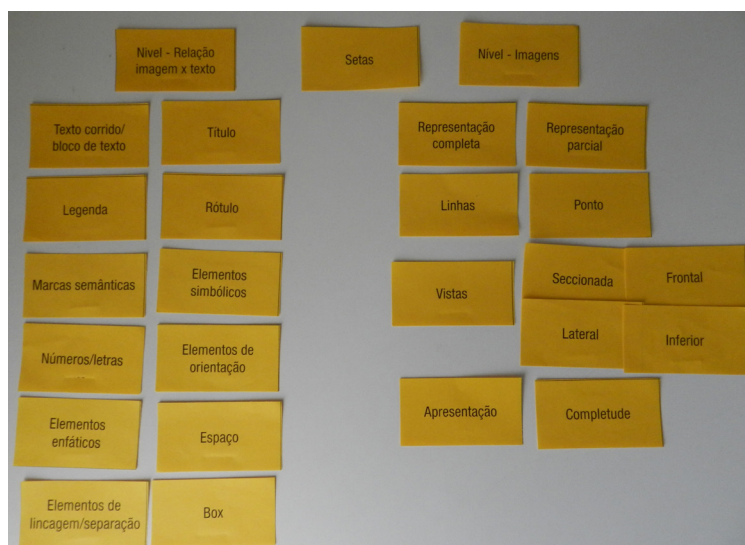 Nível - Relação
imagem x texto
Setas
Nível - Imagens
Texto corrido/
bloco de texto
Título
Representação
completa
Representação
parcial
Legenda
Rótulo
Linhas
Ponto
Marcas semânticas
Elementos
simbólicos
Vistas
Seccionada
Frontal
Lateral
Inferior
Números/letras
Elementos de
orientação
Apresentação
Completude
Elementos
enfáticos
Espaço
Elementos de
lincagem/separação
Box